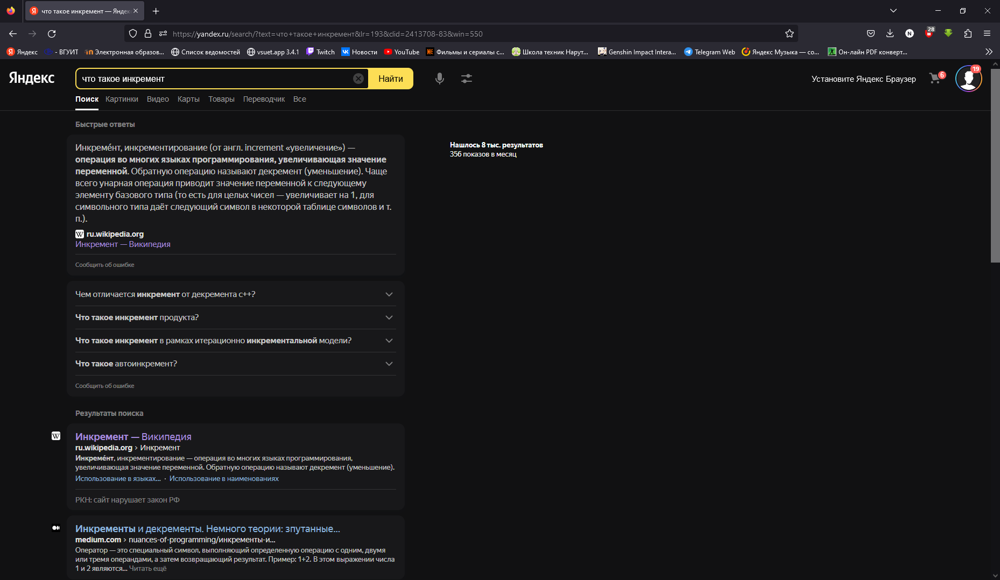 что такое инкремент — Яндекс
https://yandex.ru/search/?text=что+такое+инкремент&lr=193&clid=2413708-83&win=550
28
Яндекс
- ВГУИТ
Электронная образов...
Список ведомостей
vsuet.app 3.4.1
Twitch
Новости
YouTube
Фильмы и сериалы с...
Школа техник Нарут...
Genshin Impact Intera...
Telegram Web
Яндекс Музыка — со...
Он-лайн PDF конверт...
Яндекс
что такое инкремент
Найти
Установите Яндекс Браузер
6
19
Поиск
Картинки
Видео
Карты
Товары
Переводчик
Все
Быстрые ответы
Инкреме́нт, инкрементирование (от англ. increment «увеличение») —
операция во многих языках программирования, увеличивающая значение
переменной. Обратную операцию называют декремент (уменьшение). Чаще
всего унарная операция приводит значение переменной к следующему
элементу базового типа (то есть для целых чисел — увеличивает на 1, для
символьного типа даёт следующий символ в некоторой таблице символов и т.
п.).
W ru.wikipedia.org
Инкремент — Википедия
Сообщить об ошибке
Нашлось 8 тыс. результатов
356 показов в месяц
Чем отличается инкремент от декремента c++?
Что такое инкремент продукта?
Что такое инкремент в рамках итерационно инкрементальной модели?
Что такое автоинкремент?
Сообщить об ошибке
Результаты поиска
W Инкремент — Википедия
ru.wikipedia.org › Инкремент
Инкреме́нт, инкрементирование — операция во многих языках программирования,
увеличивающая значение переменной. Обратную операцию называют декремент (уменьшение).
Использование в языках... · Использование в наименованиях
РКН: сайт нарушает закон РФ
Инкременты и декременты. Немного теории: зпутанные...
medium.com › nuances-of-programming/инкременты-и...
Оператор — это специальный символ, выполняющий определенную операцию с одним, двумя
или тремя операндами, а затем возвращающий результат. Пример: 1+2. В этом выражении числа
1 и 2 являются... Читать ещё